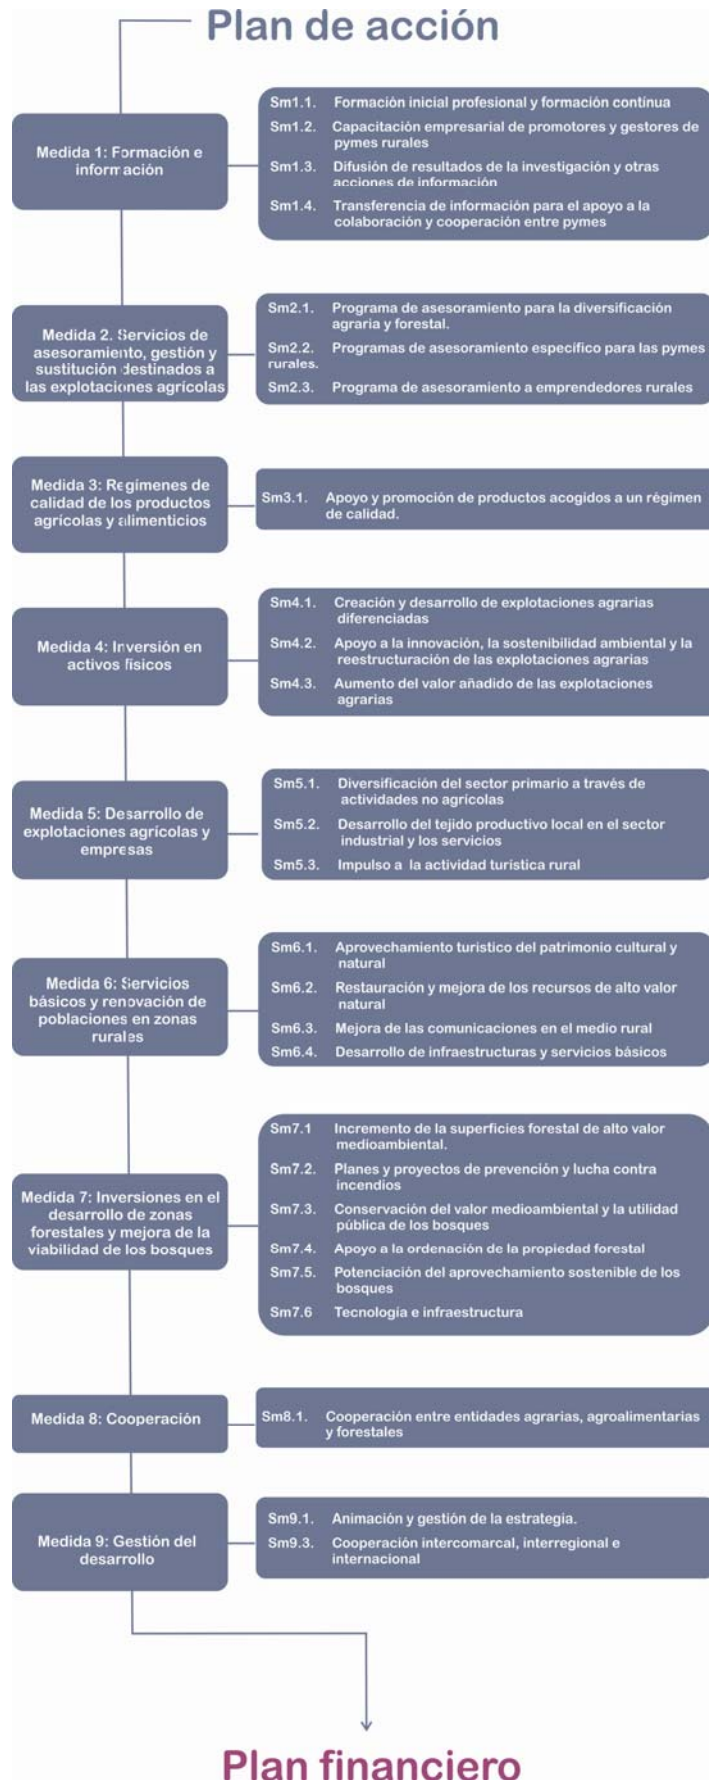 Plan de acción
Medida 1: Formación e
información
Sm1.1. Formación inicial profesional y formación contínua
Sm1.2. Capacitación empresarial de promotores y gestores de
pymes rurales
Sm1.3. Difusión de resultados de la investigación y otras
acciones de información
Sm1.4. Transferencia de información para el apoyo a la
colaboración y cooperación entre pymes
Medida 2. Servicios de
asesoramiento, gestión y
sustitución destinados a
las explotaciones agrícolas
Sm2.1. Programa de asesoramiento para la diversificación
agraria y forestal.
Sm2.2. Programas de asesoramiento específico para las pymes
rurales.
Sm2.3. Programa de asesoramiento a emprendedores rurales
Medida 3: Regímenes de
calidad de los productos
agrícolas y alimenticios
Sm3.1. Apoyo y promoción de productos acogidos a un régimen
de calidad.
Medida 4: Inversión en
activos físicos
Sm4.1. Creación y desarrollo de explotaciones agrarias
diferenciadas
Sm4.2. Apoyo a la innovación, la sostenibilidad ambiental y la
reestructuración de las explotaciones agrarias
Sm4.3. Aumento del valor añadido de las explotaciones
agrarias
Medida 5: Desarrollo de
explotaciones agrícolas y
empresas
Sm5.1. Diversificación del sector primario a través de
actividades no agrícolas
Sm5.2. Desarrollo del tejido productivo local en el sector
industrial y los servicios
Sm5.3. Impulso a la actividad turística rural
Medida 6: Servicios
básicos y renovación de
poblaciones en zonas
rurales
Sm6.1. Aprovechamiento turístico del patrimonio cultural y
natural
Sm6.2. Restauración y mejora de los recursos de alto valor
natural
Sm6.3. Mejora de las comunicaciones en el medio rural
Sm6.4. Desarrollo de infraestructuras y servicios básicos
Medida 7: Inversiones en el
desarrollo de zonas
forestales y mejora de la
viabilidad de los bosques
Sm7.1 Incremento de la superficies forestal de alto valor
medioambiental.
Sm7.2. Planes y proyectos de prevención y lucha contra
incendios
Sm7.3. Conservación del valor medioambiental y la utilidad
pública de los bosques
Sm7.4. Apoyo a la ordenación de la propiedad forestal
Sm7.5. Potenciación del aprovechamiento sostenible de los
bosques
Sm7.6 Tecnología e infraestructura
Medida 8: Cooperación
Sm8.1. Cooperación entre entidades agrarias, agroalimentarias
y forestales
Medida 9: Gestión del
desarrollo
Sm9.1. Animación y gestión de la estrategia.
Sm9.3. Cooperación intercomarcal, interregional e
internacional
Plan financiero